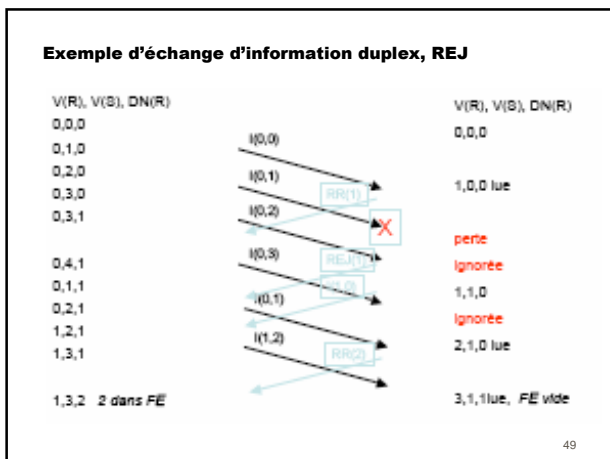 Exemple d'échange d'information duplex, REJ
V(R), V(S), DN(R)
0,0,0
0,1,0
0,2,0
0,3,0
0,3,1
0,4,1
0,1,1
0,2,1
1,2,1
1,3,1
1,3,2 2 dans FE
I(0,0)
I(0,1)
I(0,2)
I(0,3)
I(0,1)
I(1,2)
RR(1)
X
REJ(1)
RR(2)
V(R), V(S), DN(R)
0,0,0
1,0,0 lue
perte
Ignorée
1,1,0
Ignorée
2,1,0 lue
3,1,1lue, FE vide
49